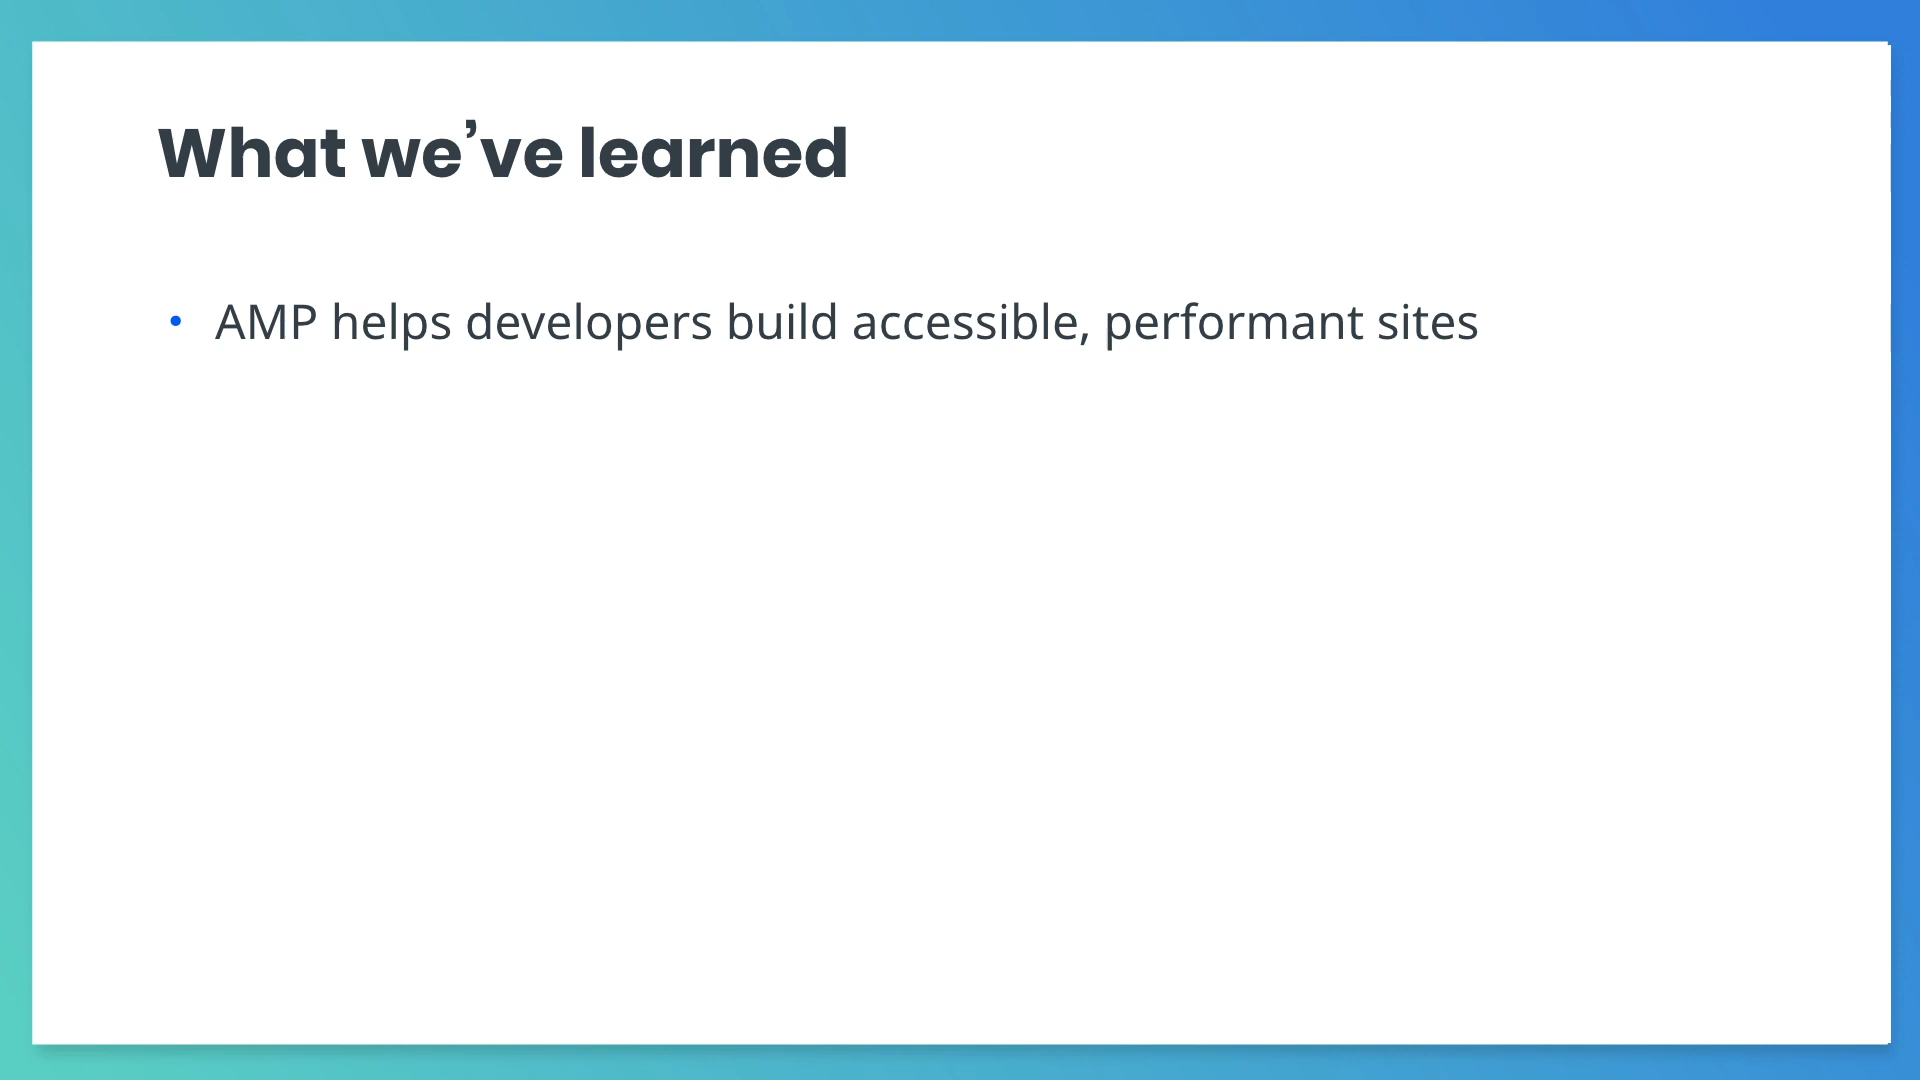 What we’ve learned
• AMP helps developers build accessible, performant sites